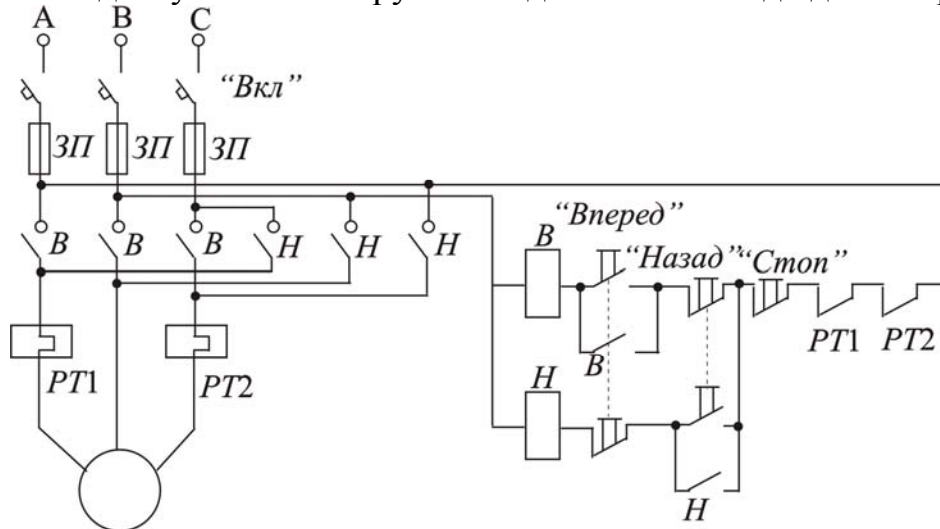 A B C
“Вкл”
ЗП ЗП ЗП
В В В Н Н Н
“Вперед”
В
“Назад” “Стоп”
РТ1 РТ2
В
РТ1 РТ2
Н
Н